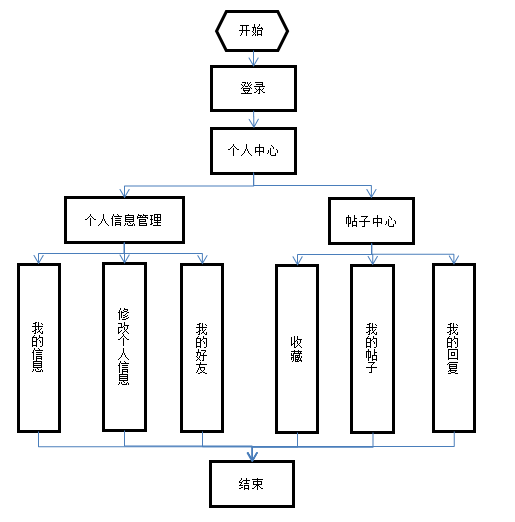 开始
登录
个人中心
个人信息管理
帖子中心
我的信息
修改个人信息
我的好友
收藏
我的帖子
我的回复
结束